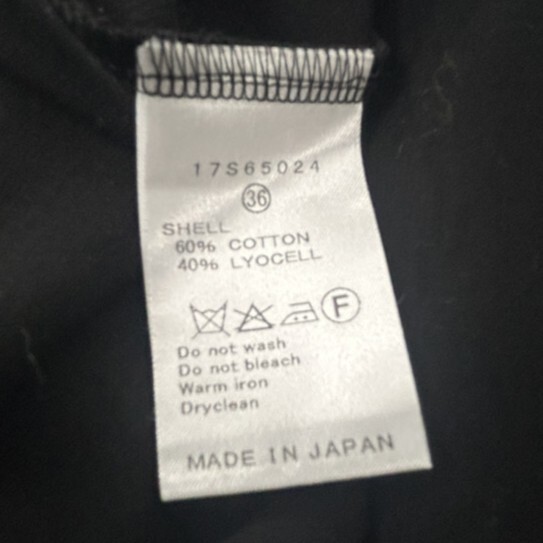 17S65024
36
SHELL
60% COTTON
40% LYOCELL
F
Do not wash
Do not bleach
Warm iron
Dryclean
MADE IN JAPAN